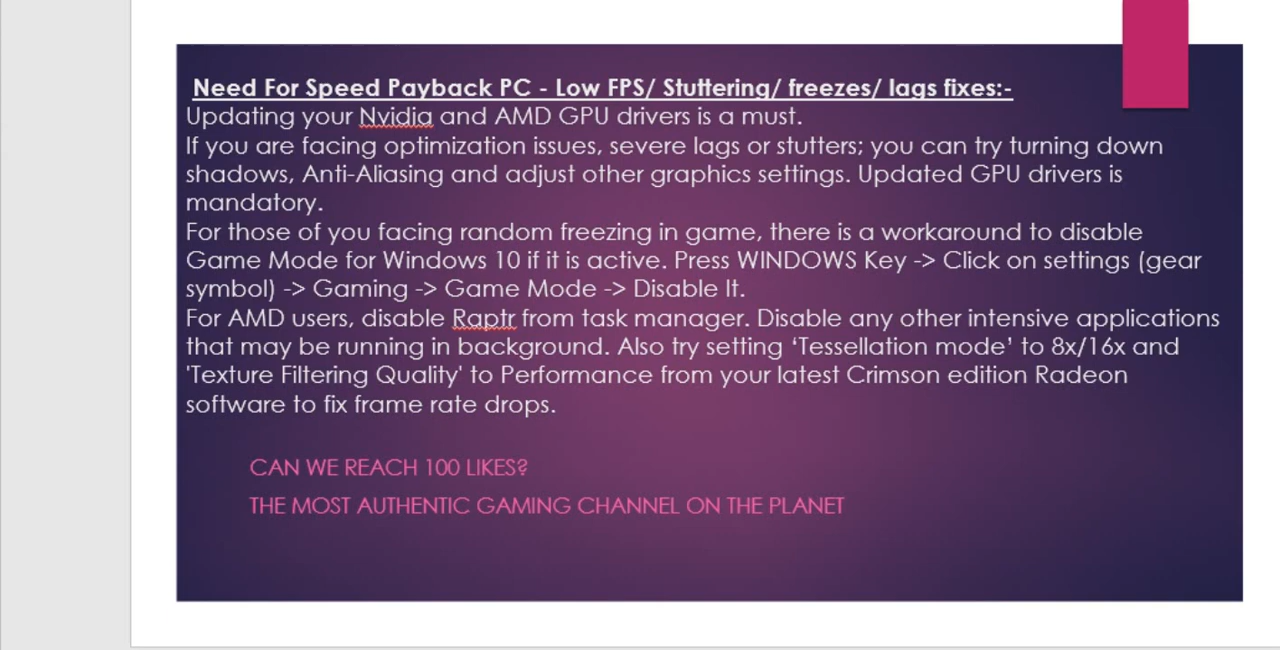 Need For Speed Payback PC - Low FPS/ Stuttering/ freezes/ lags fixes:-
Updating your Nvidia and AMD GPU drivers is a must.
If you are facing optimization issues, severe lags or stutters; you can try turning down
shadows, Anti-Aliasing and adjust other graphics settings. Updated GPU drivers is
mandatory.
For those of you facing random freezing in game, there is a workaround to disable
Game Mode for Windows 10 if it is active. Press WINDOWS Key -> Click on settings (gear
symbol) -> Gaming -> Game Mode -> Disable It.
For AMD users, disable Raptr from task manager. Disable any other intensive applications
that may be running in background. Also try setting ‘Tessellation mode’ to 8x/16x and
'Texture Filtering Quality' to Performance from your latest Crimson edition Radeon
software to fix frame rate drops.
CAN WE REACH 100 LIKES?
THE MOST AUTHENTIC GAMING CHANNEL ON THE PLANET